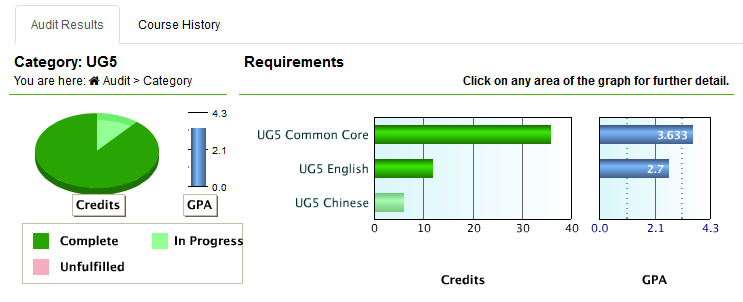 Audit Results
Course History
Category: UG5
You are here: Audit > Category
Requirements
Click on any area of the graph for further detail.
4.3
2.1
0.0
Credits
GPA
Complete
In Progress
Unfulfilled
UG5 Common Core
3.633
UG5 English
2.7
UG5 Chinese
0 10 20 30 40
0.0 2.1 4.3
Credits
GPA